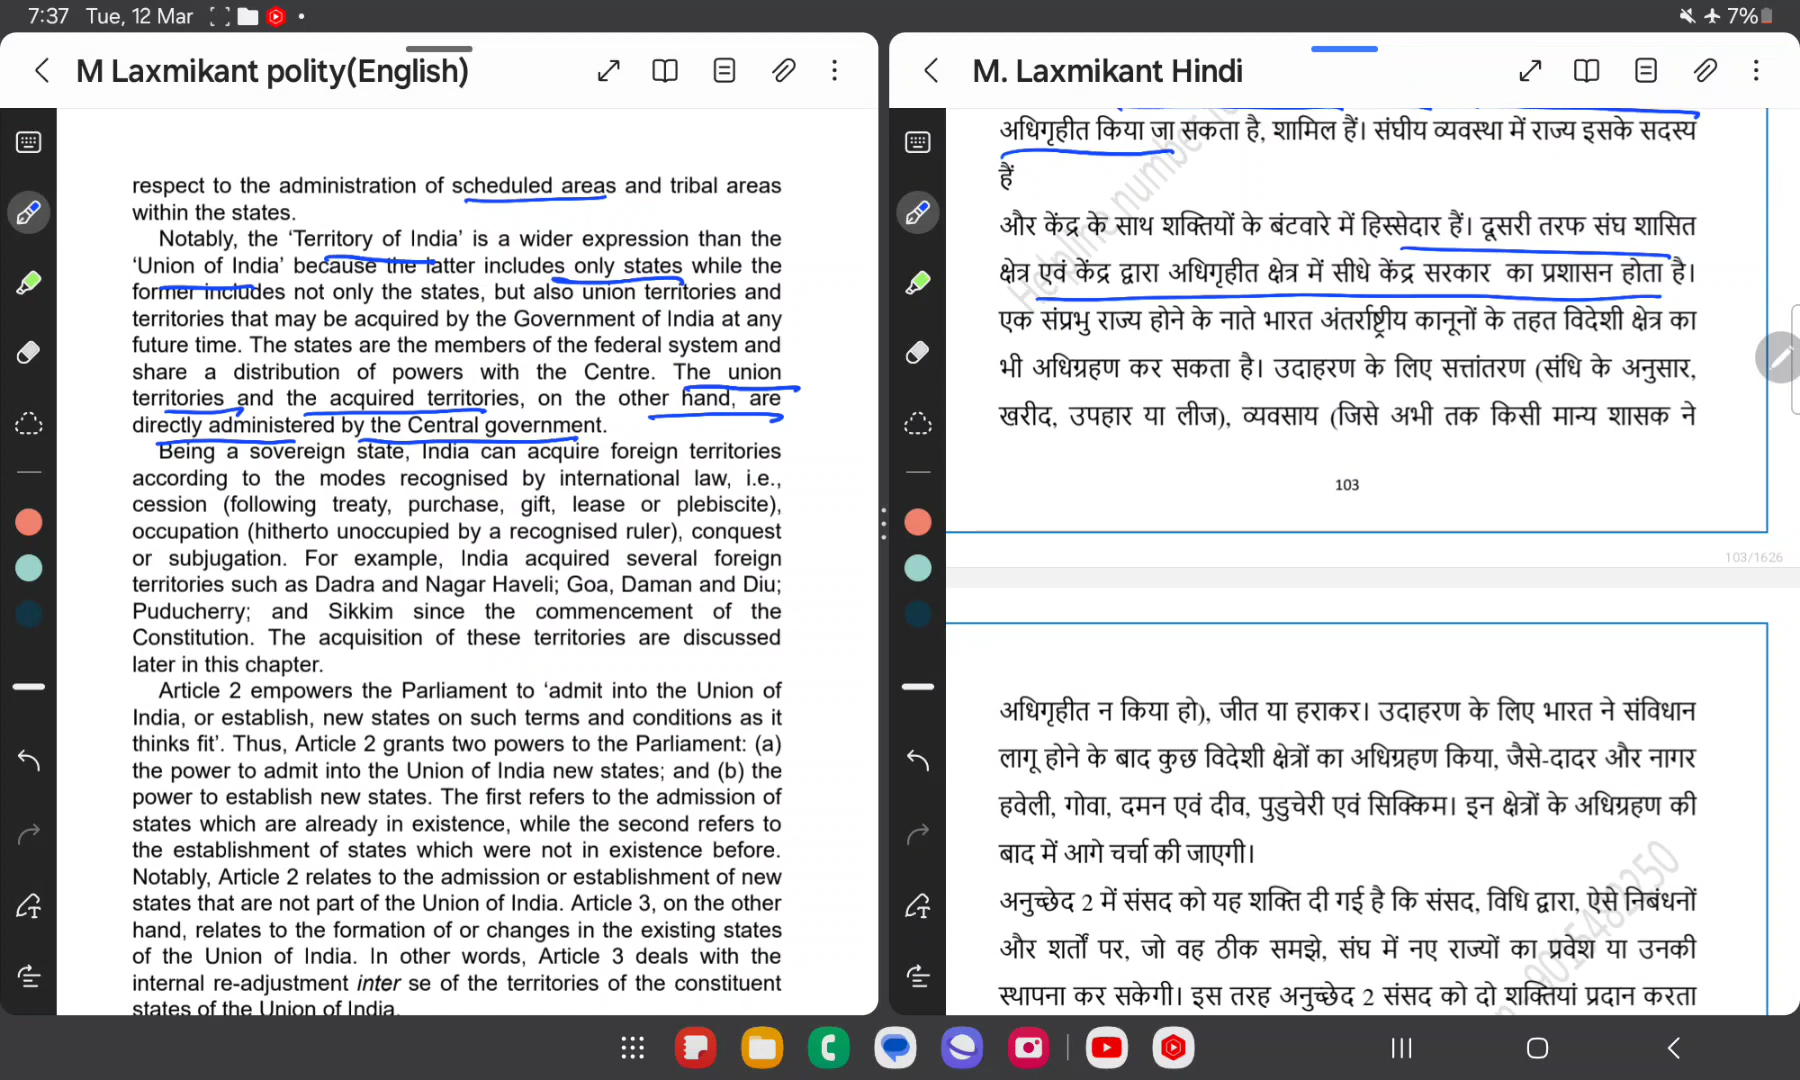 7:37 Tue, 12 Mar
7%
M Laxmikant polity(English)
respect to the administration of scheduled areas and tribal areas
within the states.
Notably, the ‘Territory of India’ is a wider expression than the
‘Union of India’ because the latter includes only states while the
former includes not only the states, but also union territories and
territories that may be acquired by the Government of India at any
future time. The states are the members of the federal system and
share a distribution of powers with the Centre. The union
territories and the acquired territories, on the other hand, are
directly administered by the Central government.
Being a sovereign state, India can acquire foreign territories
according to the modes recognised by international law, i.e.,
cession (following treaty, purchase, gift, lease or plebiscite),
occupation (hitherto unoccupied by a recognised ruler), conquest
or subjugation. For example, India acquired several foreign
territories such as Dadra and Nagar Haveli; Goa, Daman and Diu;
Puducherry; and Sikkim since the commencement of the
Constitution. The acquisition of these territories are discussed
later in this chapter.
Article 2 empowers the Parliament to ‘admit into the Union of
India, or establish, new states on such terms and conditions as it
thinks fit’. Thus, Article 2 grants two powers to the Parliament: (a)
the power to admit into the Union of India new states; and (b) the
power to establish new states. The first refers to the admission of
states which are already in existence, while the second refers to
the establishment of states which were not in existence before.
Notably, Article 2 relates to the admission or establishment of new
states that are not part of the Union of India. Article 3, on the other
hand, relates to the formation of or changes in the existing states
of the Union of India. In other words, Article 3 deals with the
internal re-adjustment inter se of the territories of the constituent
states of the Union of India.
M. Laxmikant Hindi
अधिगृहीत किया जा सकता है, शामिल हैं। संघीय व्यवस्था में राज्य इसके सदस्य
हैं
और केंद्र के साथ शक्तियों के बंटवारे में हिस्सेदार हैं। दूसरी तरफ संघ शासित
क्षेत्र एवं केंद्र द्वारा अधिगृहीत क्षेत्र में सीधे केंद्र सरकार का प्रशासन होता है।
एक संप्रभु राज्य होने के नाते भारत अंतर्राष्ट्रीय कानूनों के तहत विदेशी क्षेत्र का
भी अधिग्रहण कर सकता है। उदाहरण के लिए सत्तांतरण (संधि के अनुसार,
खरीद, उपहार या लीज), व्यवसाय (जिसे अभी तक किसी मान्य शासक ने
103
103/1626
अधिगृहीत न किया हो), जीत या हराकर। उदाहरण के लिए भारत ने संविधान
लागू होने के बाद कुछ विदेशी क्षेत्रों का अधिग्रहण किया, जैसे-दादर और नागर
हवेली, गोवा, दमन एवं दीव, पुडुचेरी एवं सिक्किम। इन क्षेत्रों के अधिग्रहण की
बाद में आगे चर्चा की जाएगी।
अनुच्छेद 2 में संसद को यह शक्ति दी गई है कि संसद, विधि द्वारा, ऐसे निबंधनों
और शर्तों पर, जो वह ठीक समझे, संघ में नए राज्यों का प्रवेश या उनकी
स्थापना कर सकेगी। इस तरह अनुच्छेद 2 संसद को दो शक्तियां प्रदान करता
Helpline number